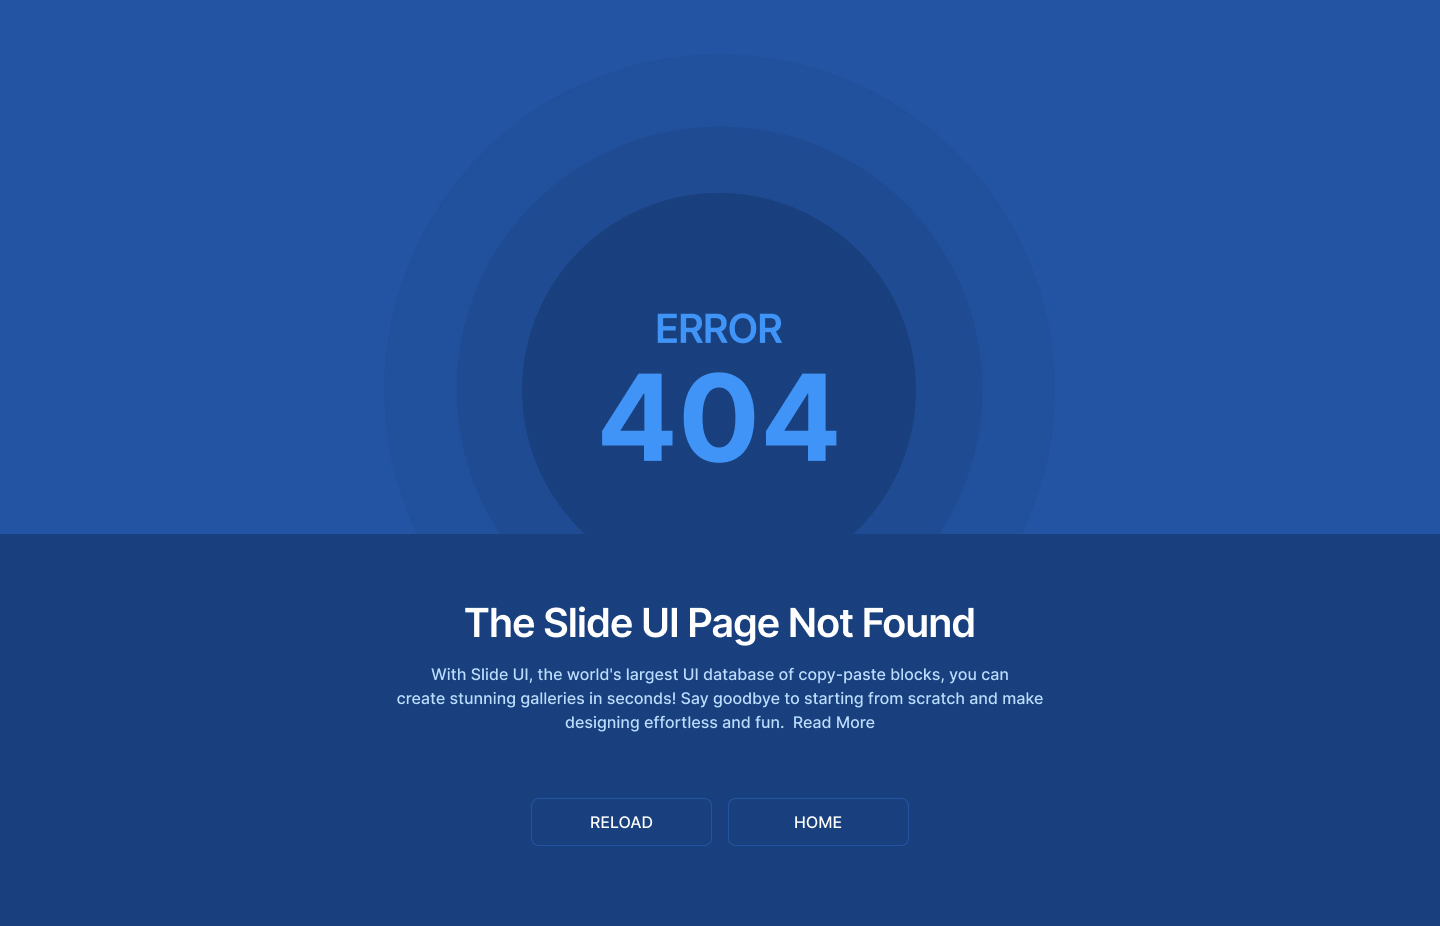 ERROR
404
The Slide UI Page Not Found
With Slide UI, the world's largest UI database of copy-paste blocks, you can
create stunning galleries in seconds! Say goodbye to starting from scratch and make
designing effortless and fun.  Read More
RELOAD
HOME